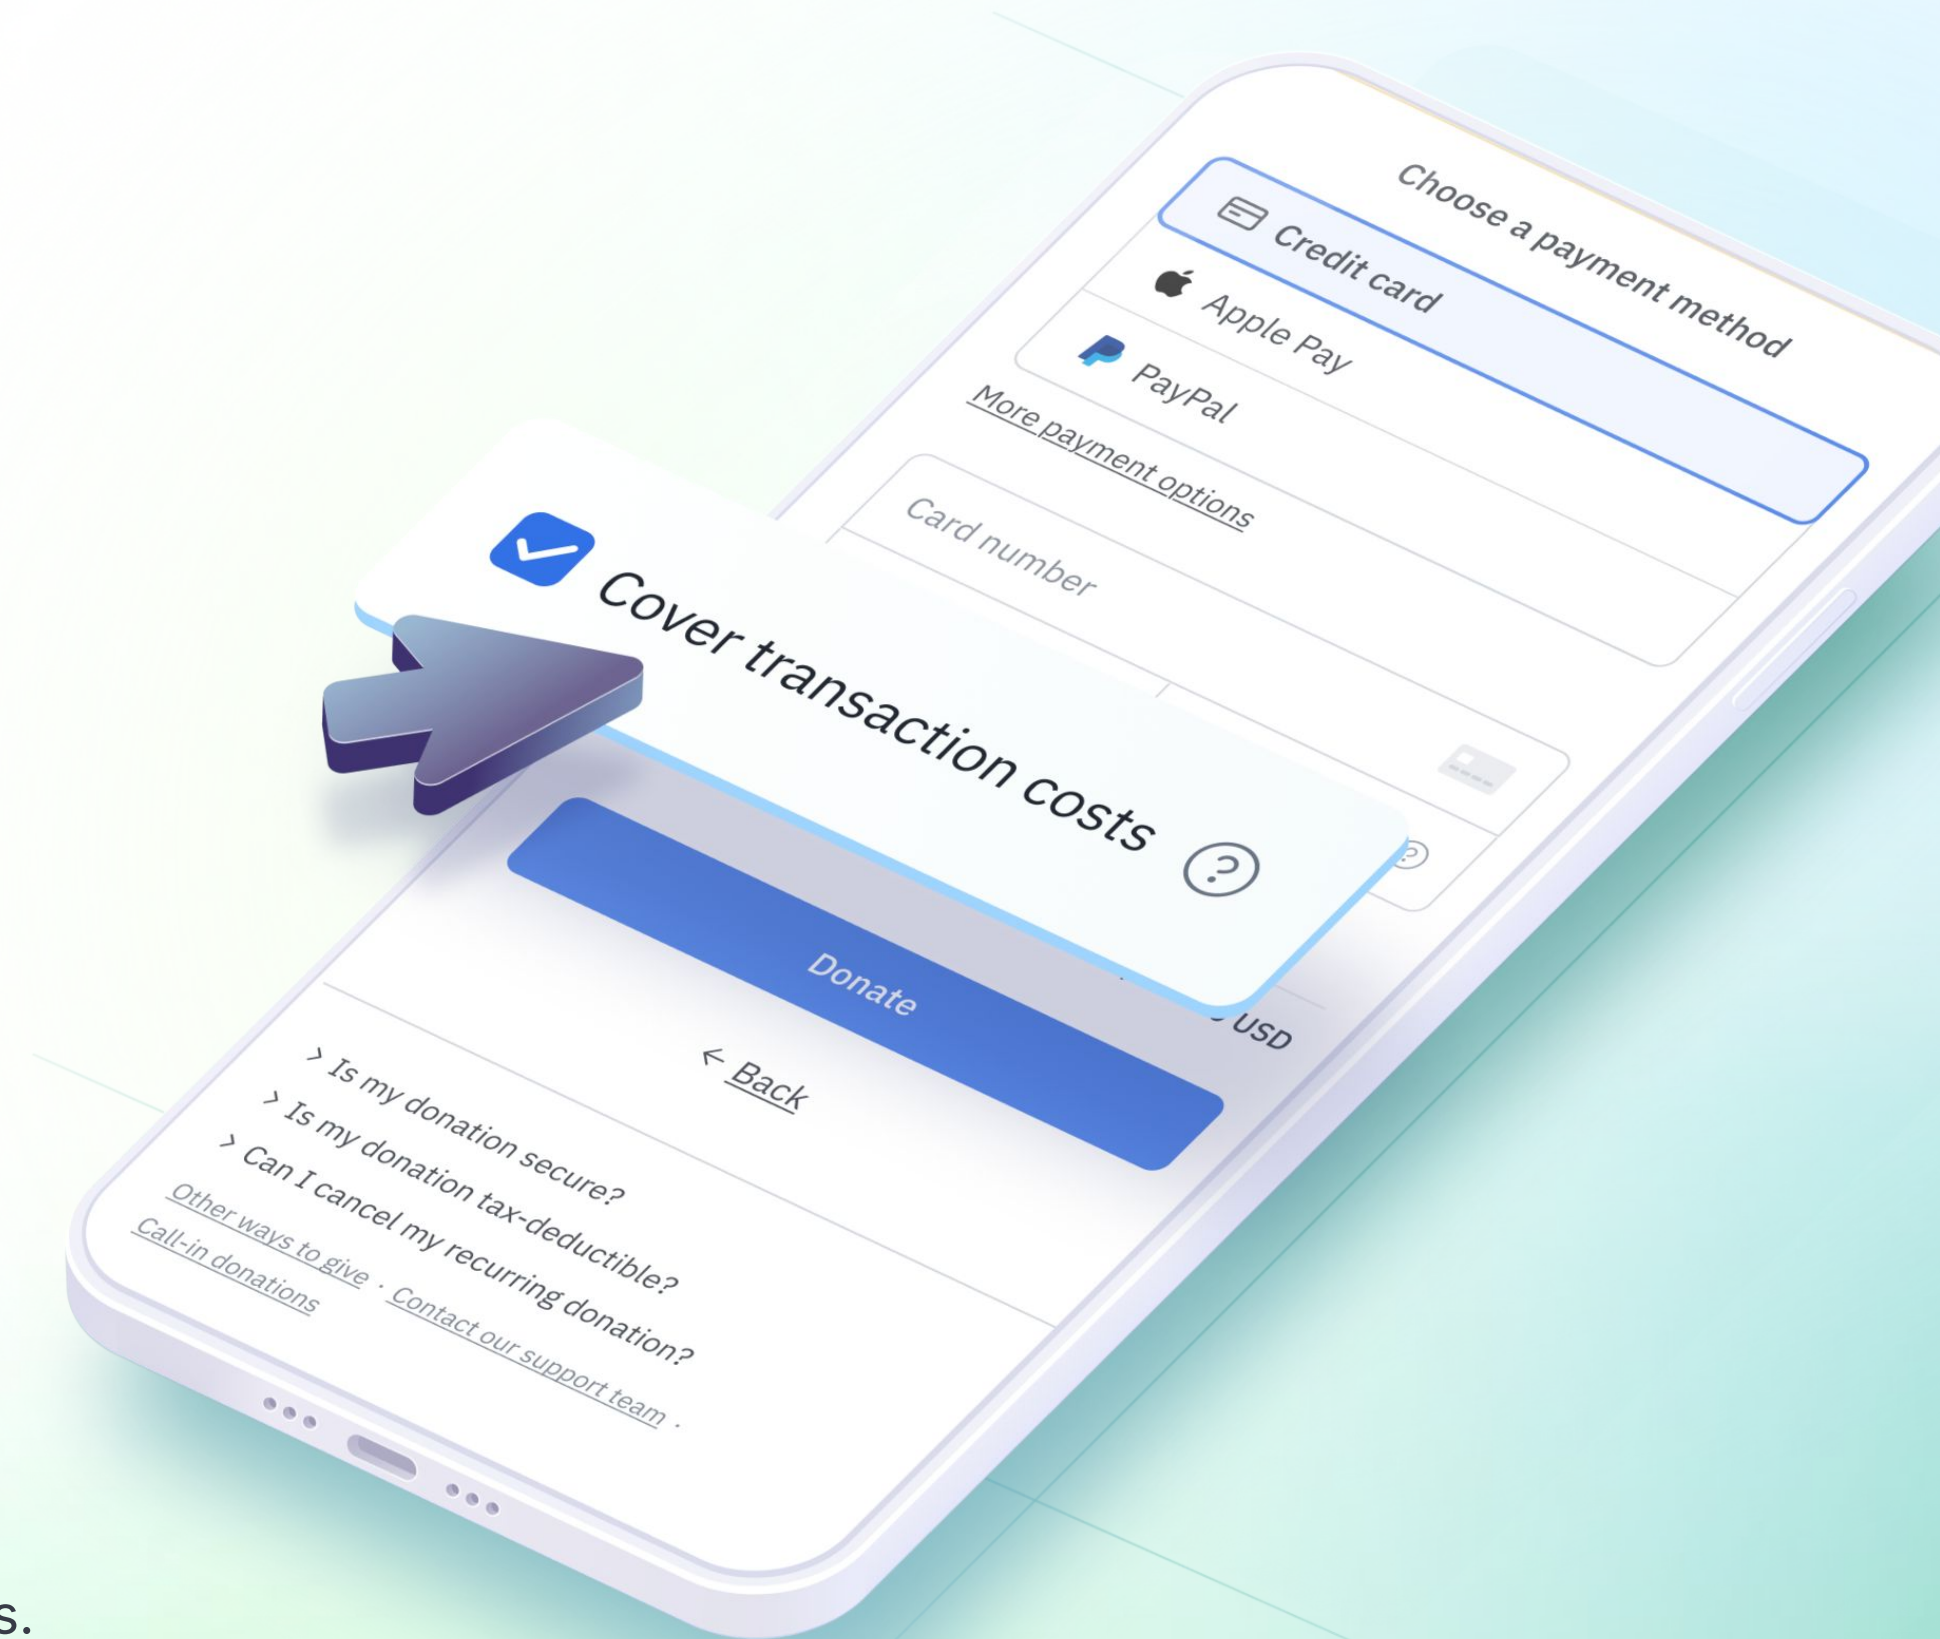 Choose a payment method
Credit card
Apple Pay
PayPal
More payment options
Card number
?
Cover transaction costs ?
USD
Donate
← Back
› Is my donation secure?
› Is my donation tax-deductible?
› Can I cancel my recurring donation?
Other ways to give · Contact our support team ·
Call-in donations
s.